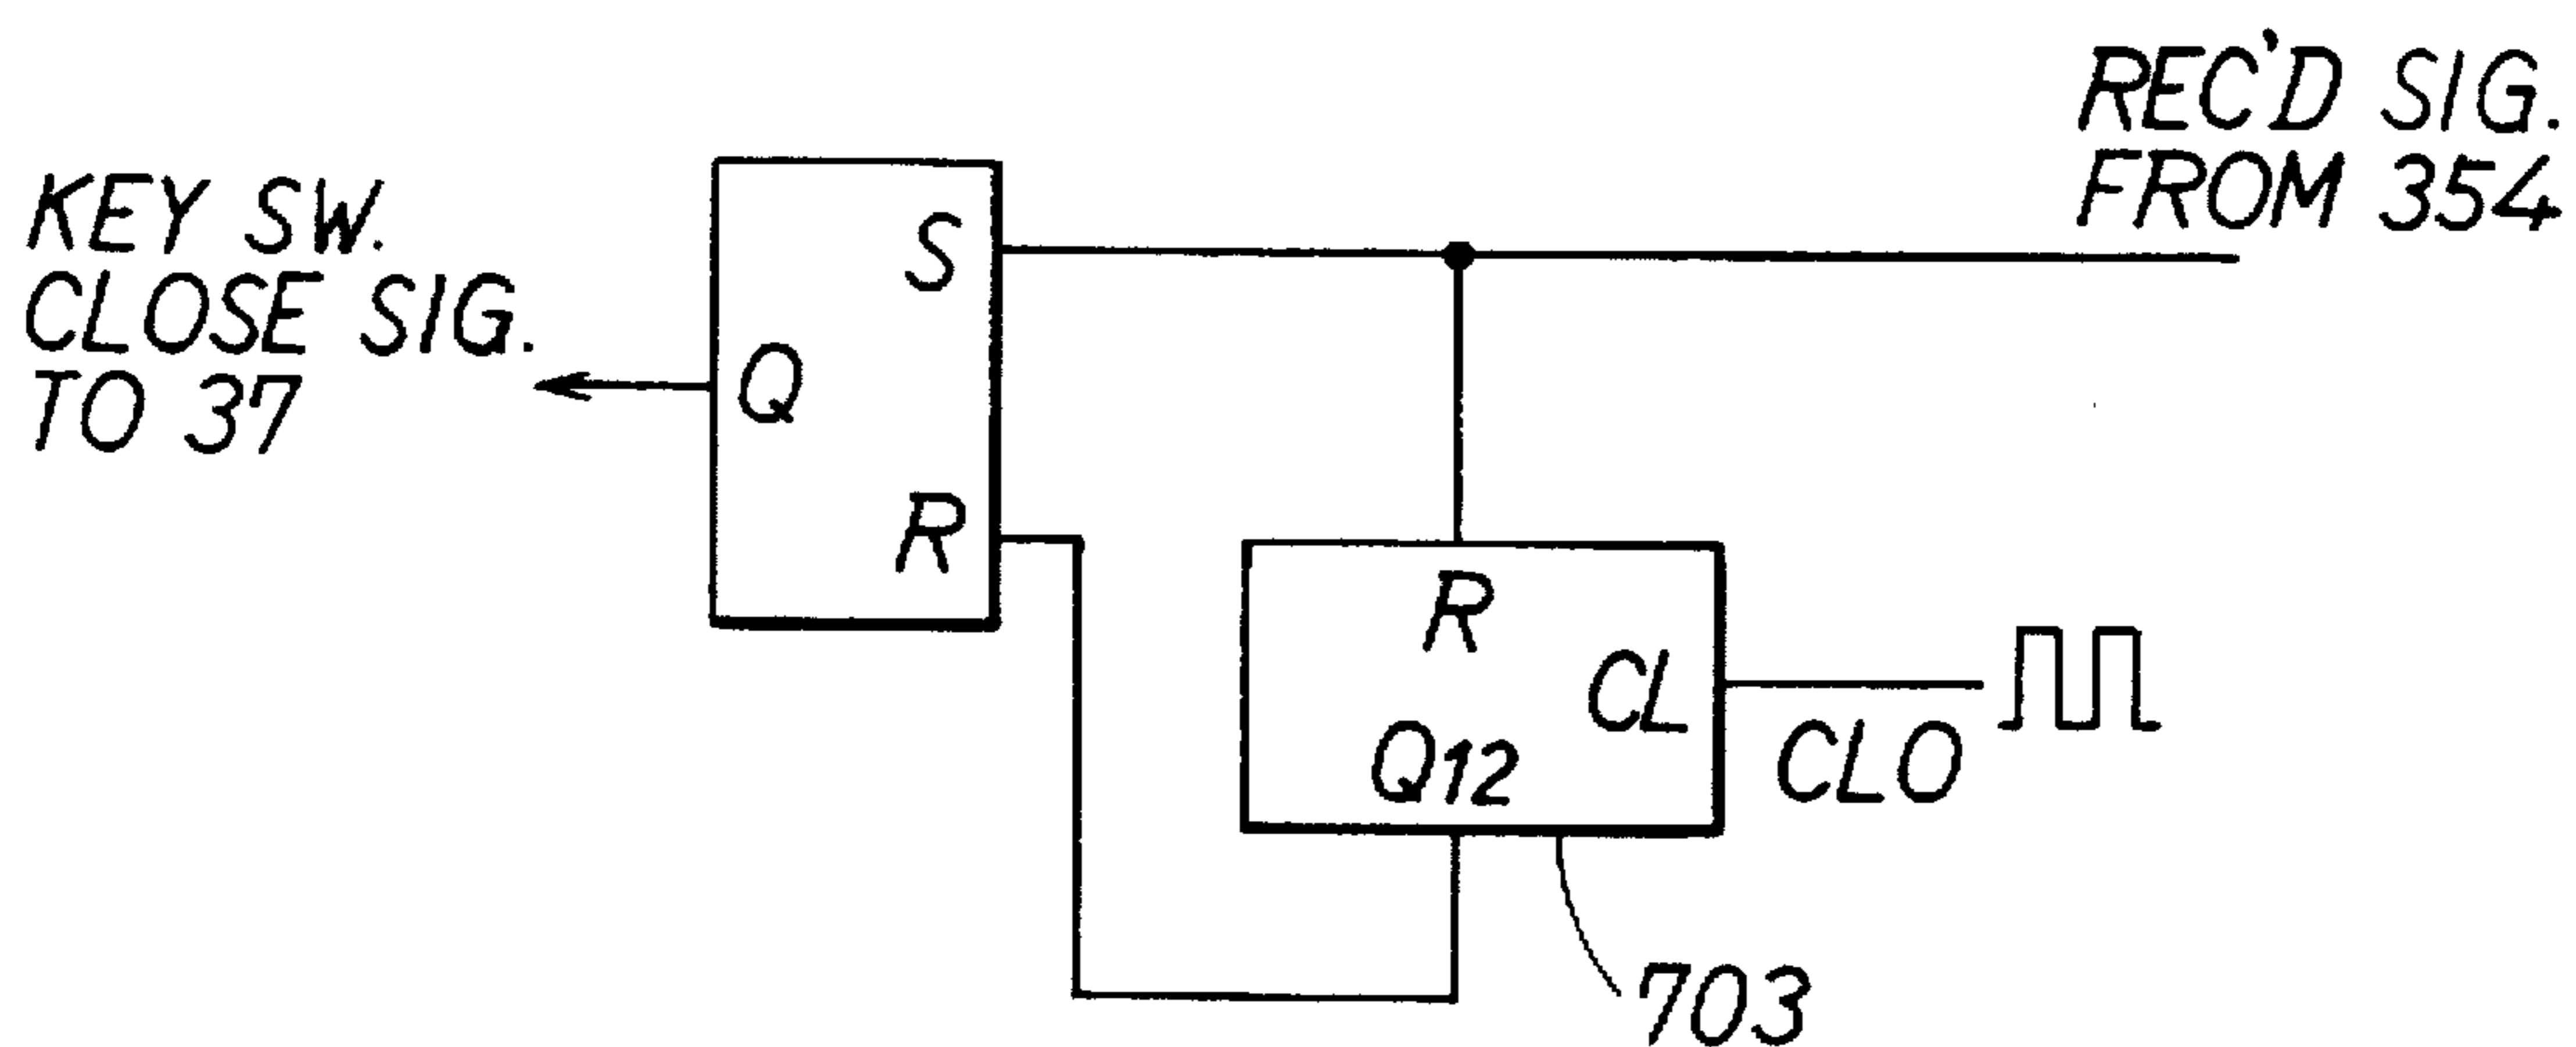 REC'D SIG.
FROM 354
KEY SW.
CLOSE SIG.
TO 37
S
Q
R
R
CL
Q12
CLO
703